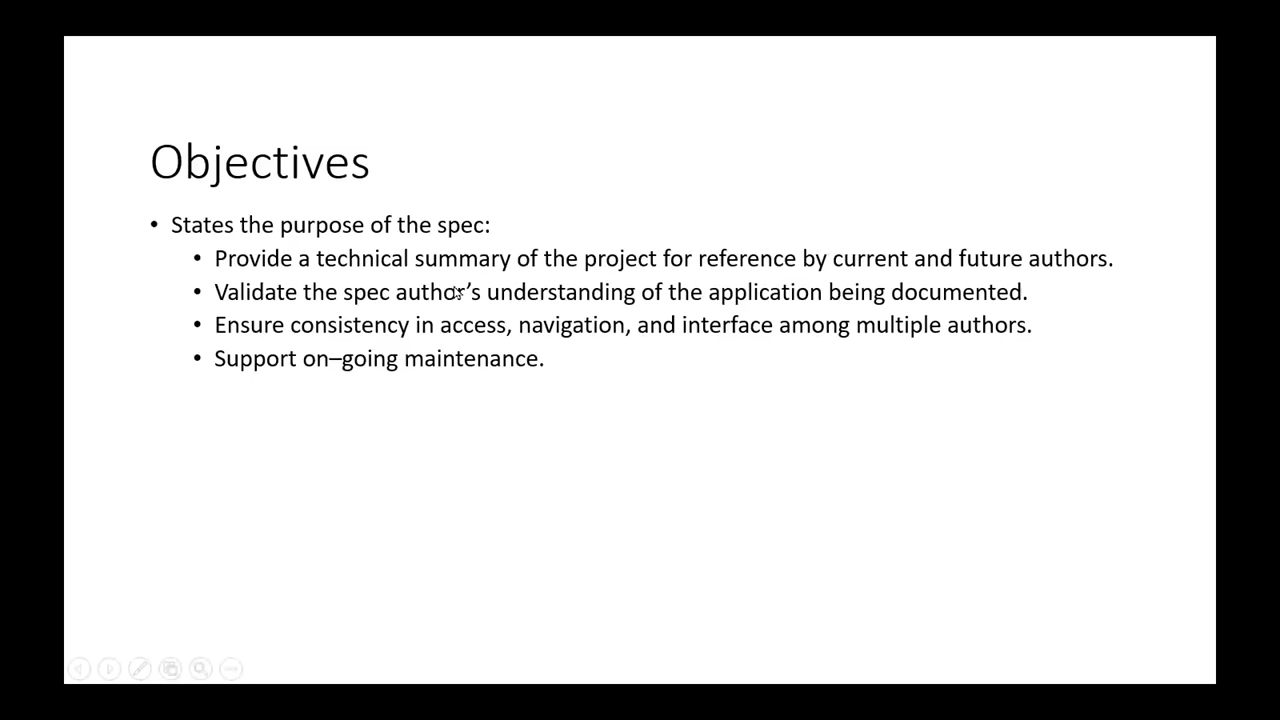 Objectives
• States the purpose of the spec:
• Provide a technical summary of the project for reference by current and future authors.
• Validate the spec author’s understanding of the application being documented.
• Ensure consistency in access, navigation, and interface among multiple authors.
• Support on–going maintenance.